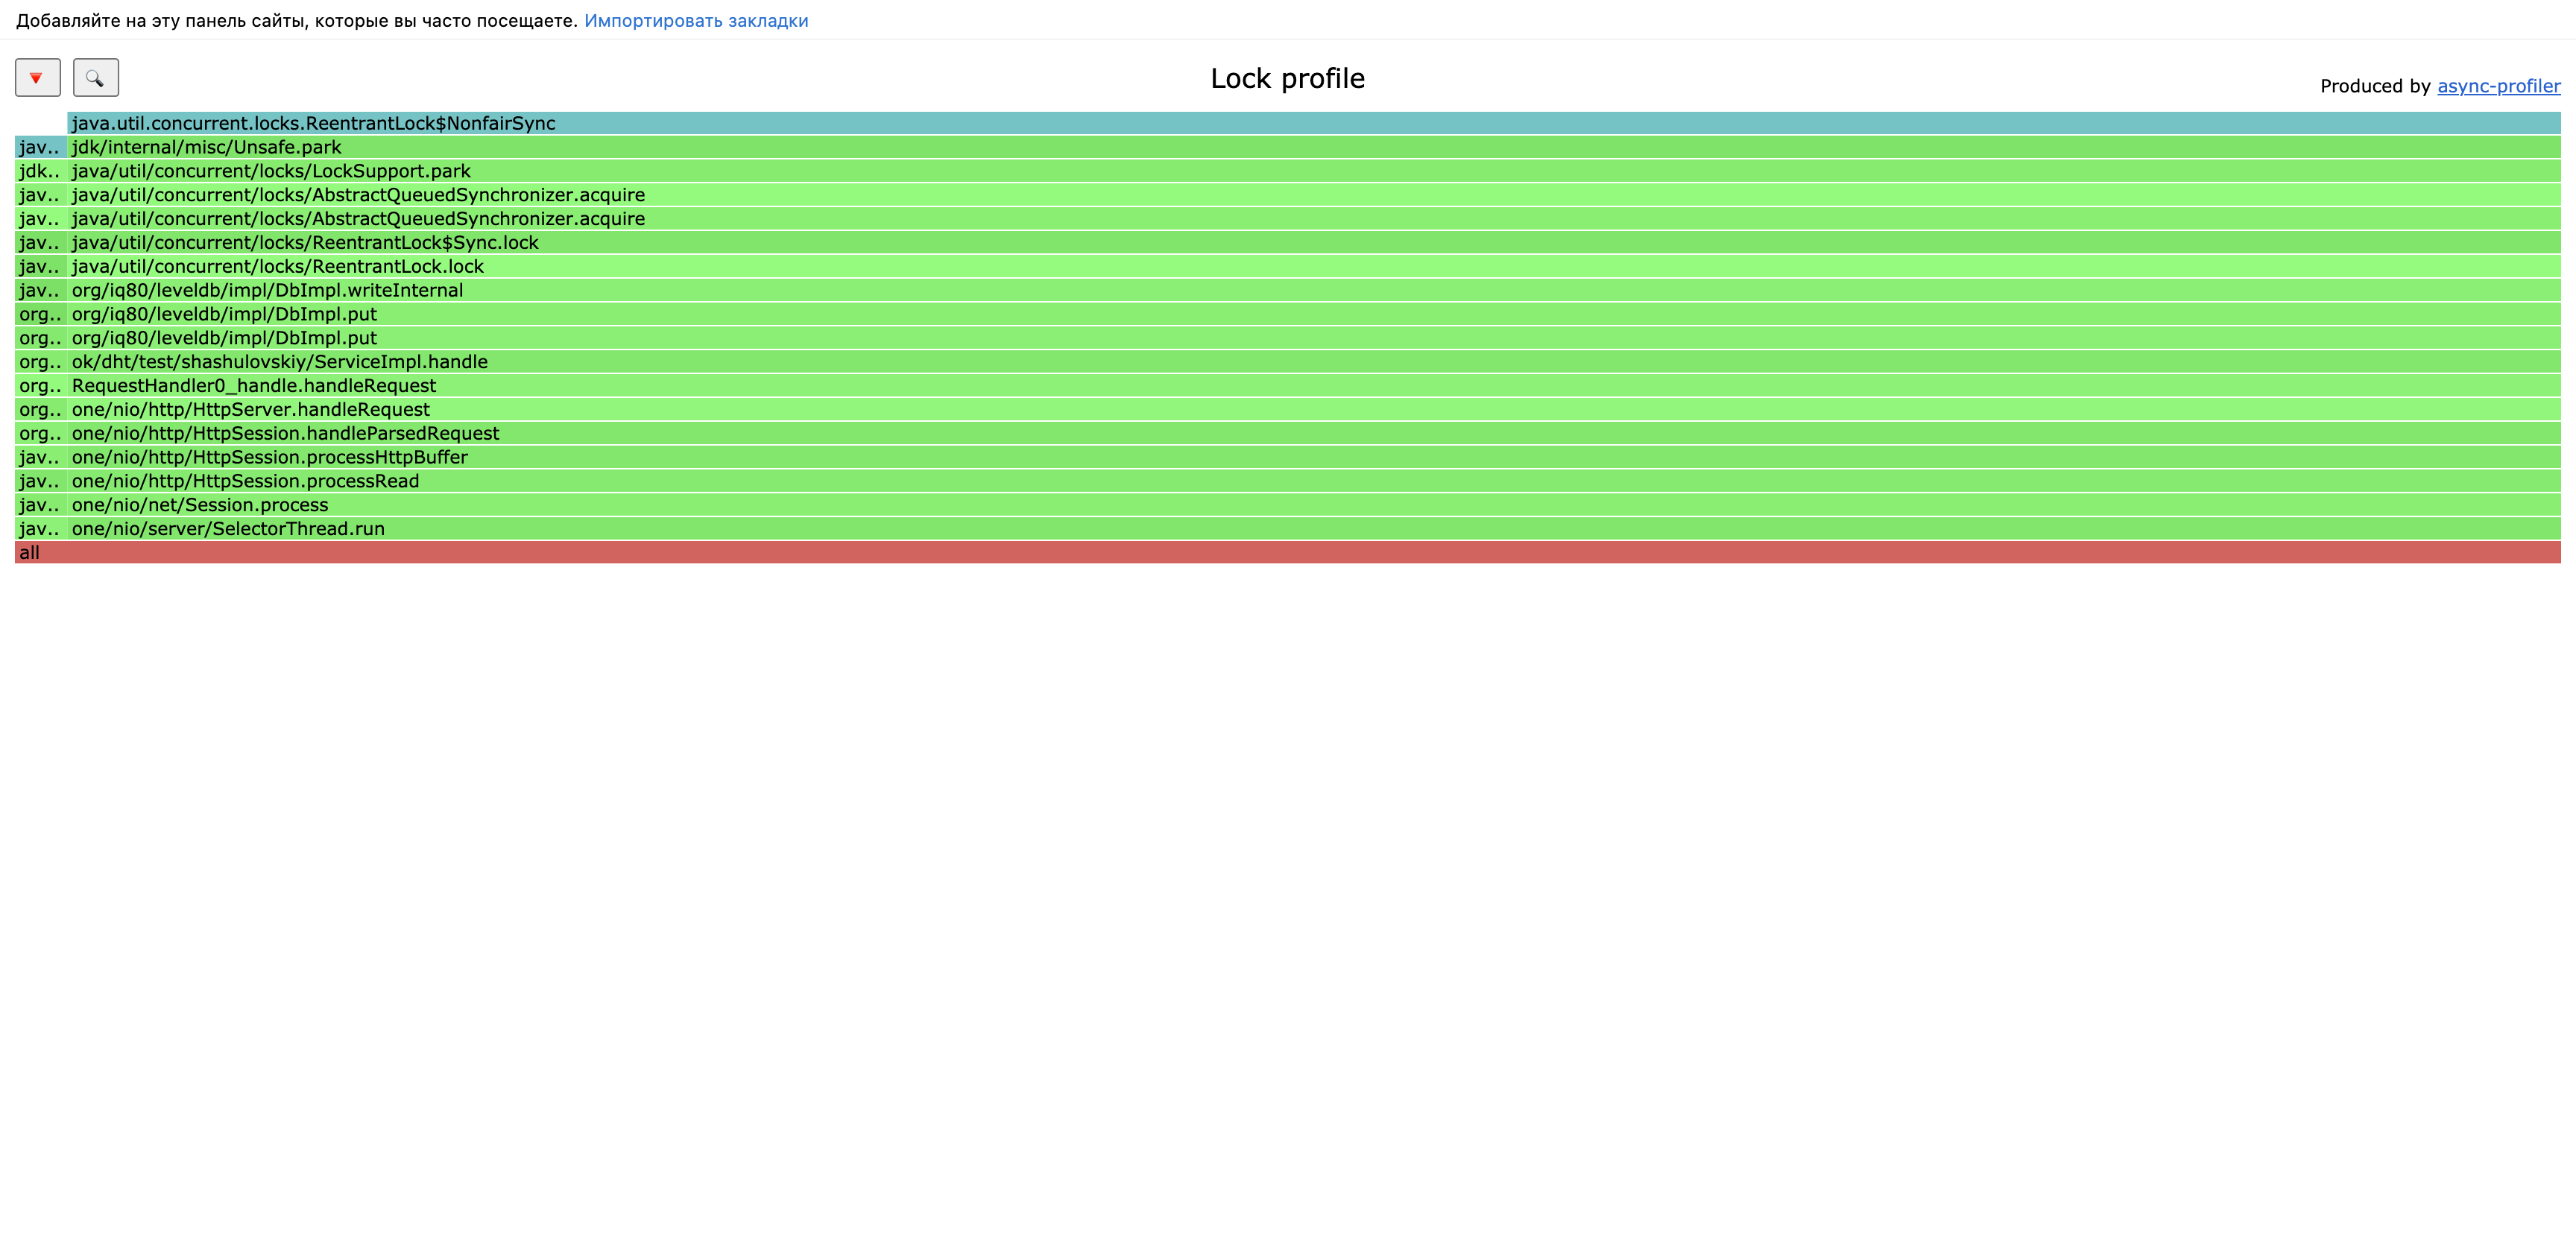 Добавляйте на эту панель сайты, которые вы часто посещаете. Импортировать закладки
Lock profile
Produced by async-profiler
java.util.concurrent.locks.ReentrantLock$NonfairSync
jav.. jdk/internal/misc/Unsafe.park
jdk.. java/util/concurrent/locks/LockSupport.park
jav.. java/util/concurrent/locks/AbstractQueuedSynchronizer.acquire
jav.. java/util/concurrent/locks/AbstractQueuedSynchronizer.acquire
jav.. java/util/concurrent/locks/ReentrantLock$Sync.lock
jav.. java/util/concurrent/locks/ReentrantLock.lock
jav.. org/iq80/leveldb/impl/DbImpl.writeInternal
org.. org/iq80/leveldb/impl/DbImpl.put
org.. org/iq80/leveldb/impl/DbImpl.put
org.. ok/dht/test/shashulovskiy/ServiceImpl.handle
org.. RequestHandler0_handle.handleRequest
org.. one/nio/http/HttpServer.handleRequest
org.. one/nio/http/HttpSession.handleParsedRequest
jav.. one/nio/http/HttpSession.processHttpBuffer
jav.. one/nio/http/HttpSession.processRead
jav.. one/nio/net/Session.process
jav.. one/nio/server/SelectorThread.run
all